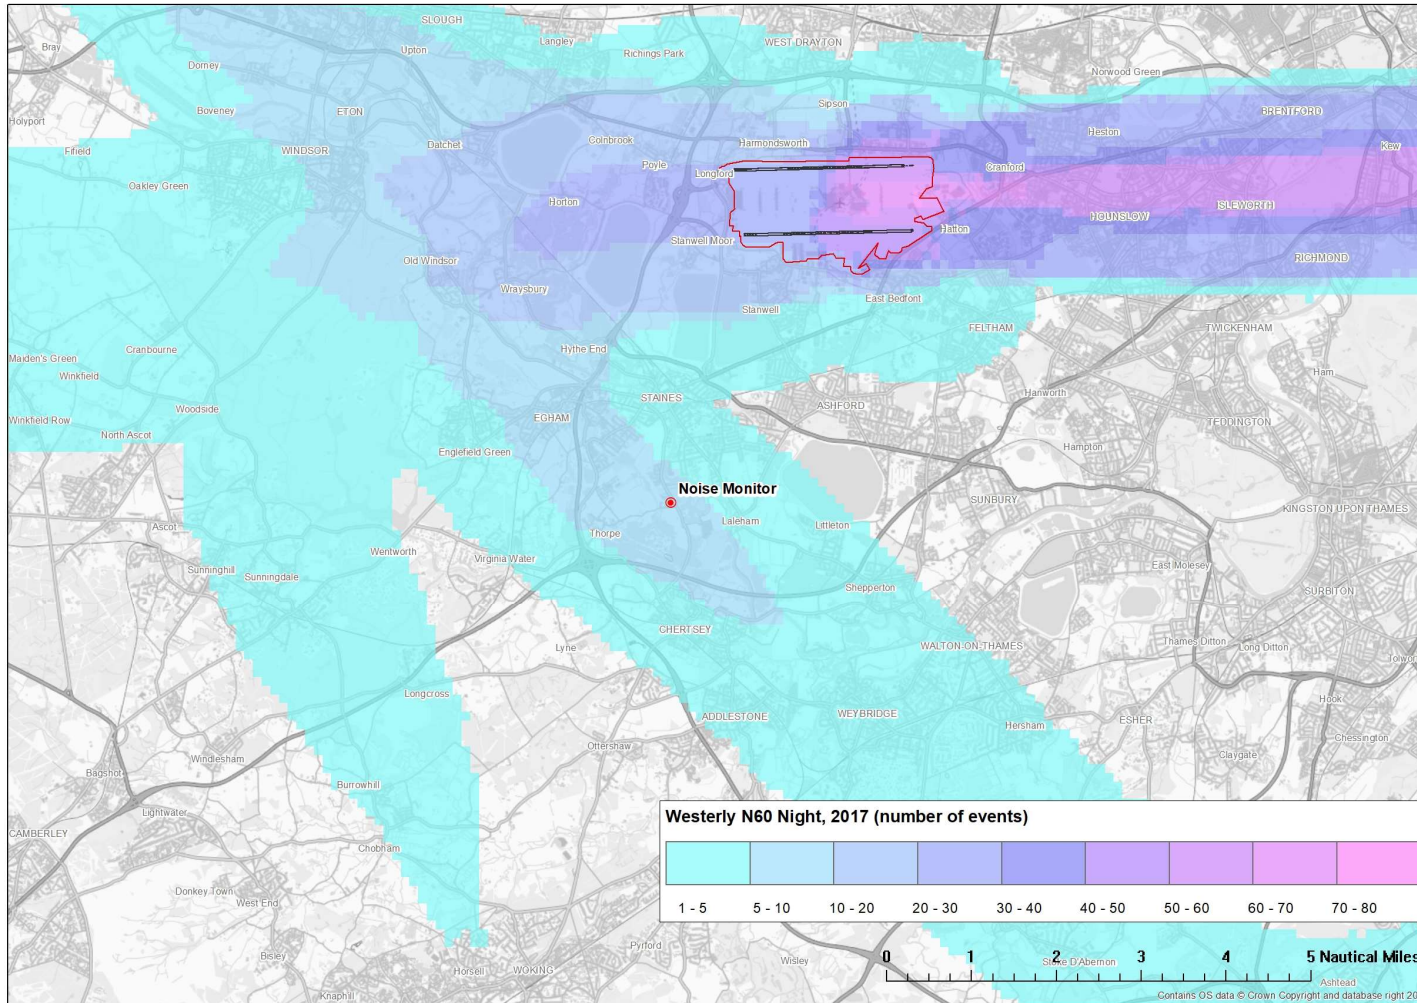 SLOUGH
Langley
Richings Park
WEST DRAYTON
Bray
Upton
Dorney
Norwood Green
Sipson
Boveney
ETON
BRENTFORD
Holyport
Heston
Datchet
Colnbrook
Harmondsworth
Kew
Fifield
WINDSOR
Poyle
Longford
Cranford
Oakley Green
Horton
ISLEWORTH
HOUNSLOW
Hatton
Stanwell Moor
Old Windsor
RICHMOND
Wraysbury
East Bedfont
Stanwell
FELTHAM
TWICKENHAM
Cranbourne
Hythe End
Maiden's Green
Winkfield
Ham
Hanworth
STAINES
ASHFORD
Woodside
Winkfield Row
EGHAM
TEDDINGTON
North Ascot
Hampton
Englefield Green
Noise Monitor
SUNBURY
KINGSTON UPON THAMES
Ascot
Laleham
Littleton
Thorpe
Wentworth
Virginia Water
East Molesey
Sunninghill
Sunningdale
Shepperton
SURBITON
CHERTSEY
Thames Ditton
Lyne
WALTON-ON-THAMES
Long Ditton
Tolwor
Longcross
Hook
ADDLESTONE
WEYBRIDGE
ESHER
Hersham
Chessington
Ottershaw
Windlesham
Claygate
Bagshot
Burrowhill
Lightwater
CAMBERLEY
Chobham
Donkey Town
West End
Westerly N60 Night, 2017 (number of events)
1 - 5
5 - 10
10 - 20
20 - 30
30 - 40
40 - 50
50 - 60
60 - 70
70 - 80
Pyrford
Bisley
Wisley
Horsell
WOKING
Knaphill
0 1 2 3 4 5 Nautical Miles
Stoke D'Abernon
Ashtead
Contains OS data © Crown Copyright and database right 20